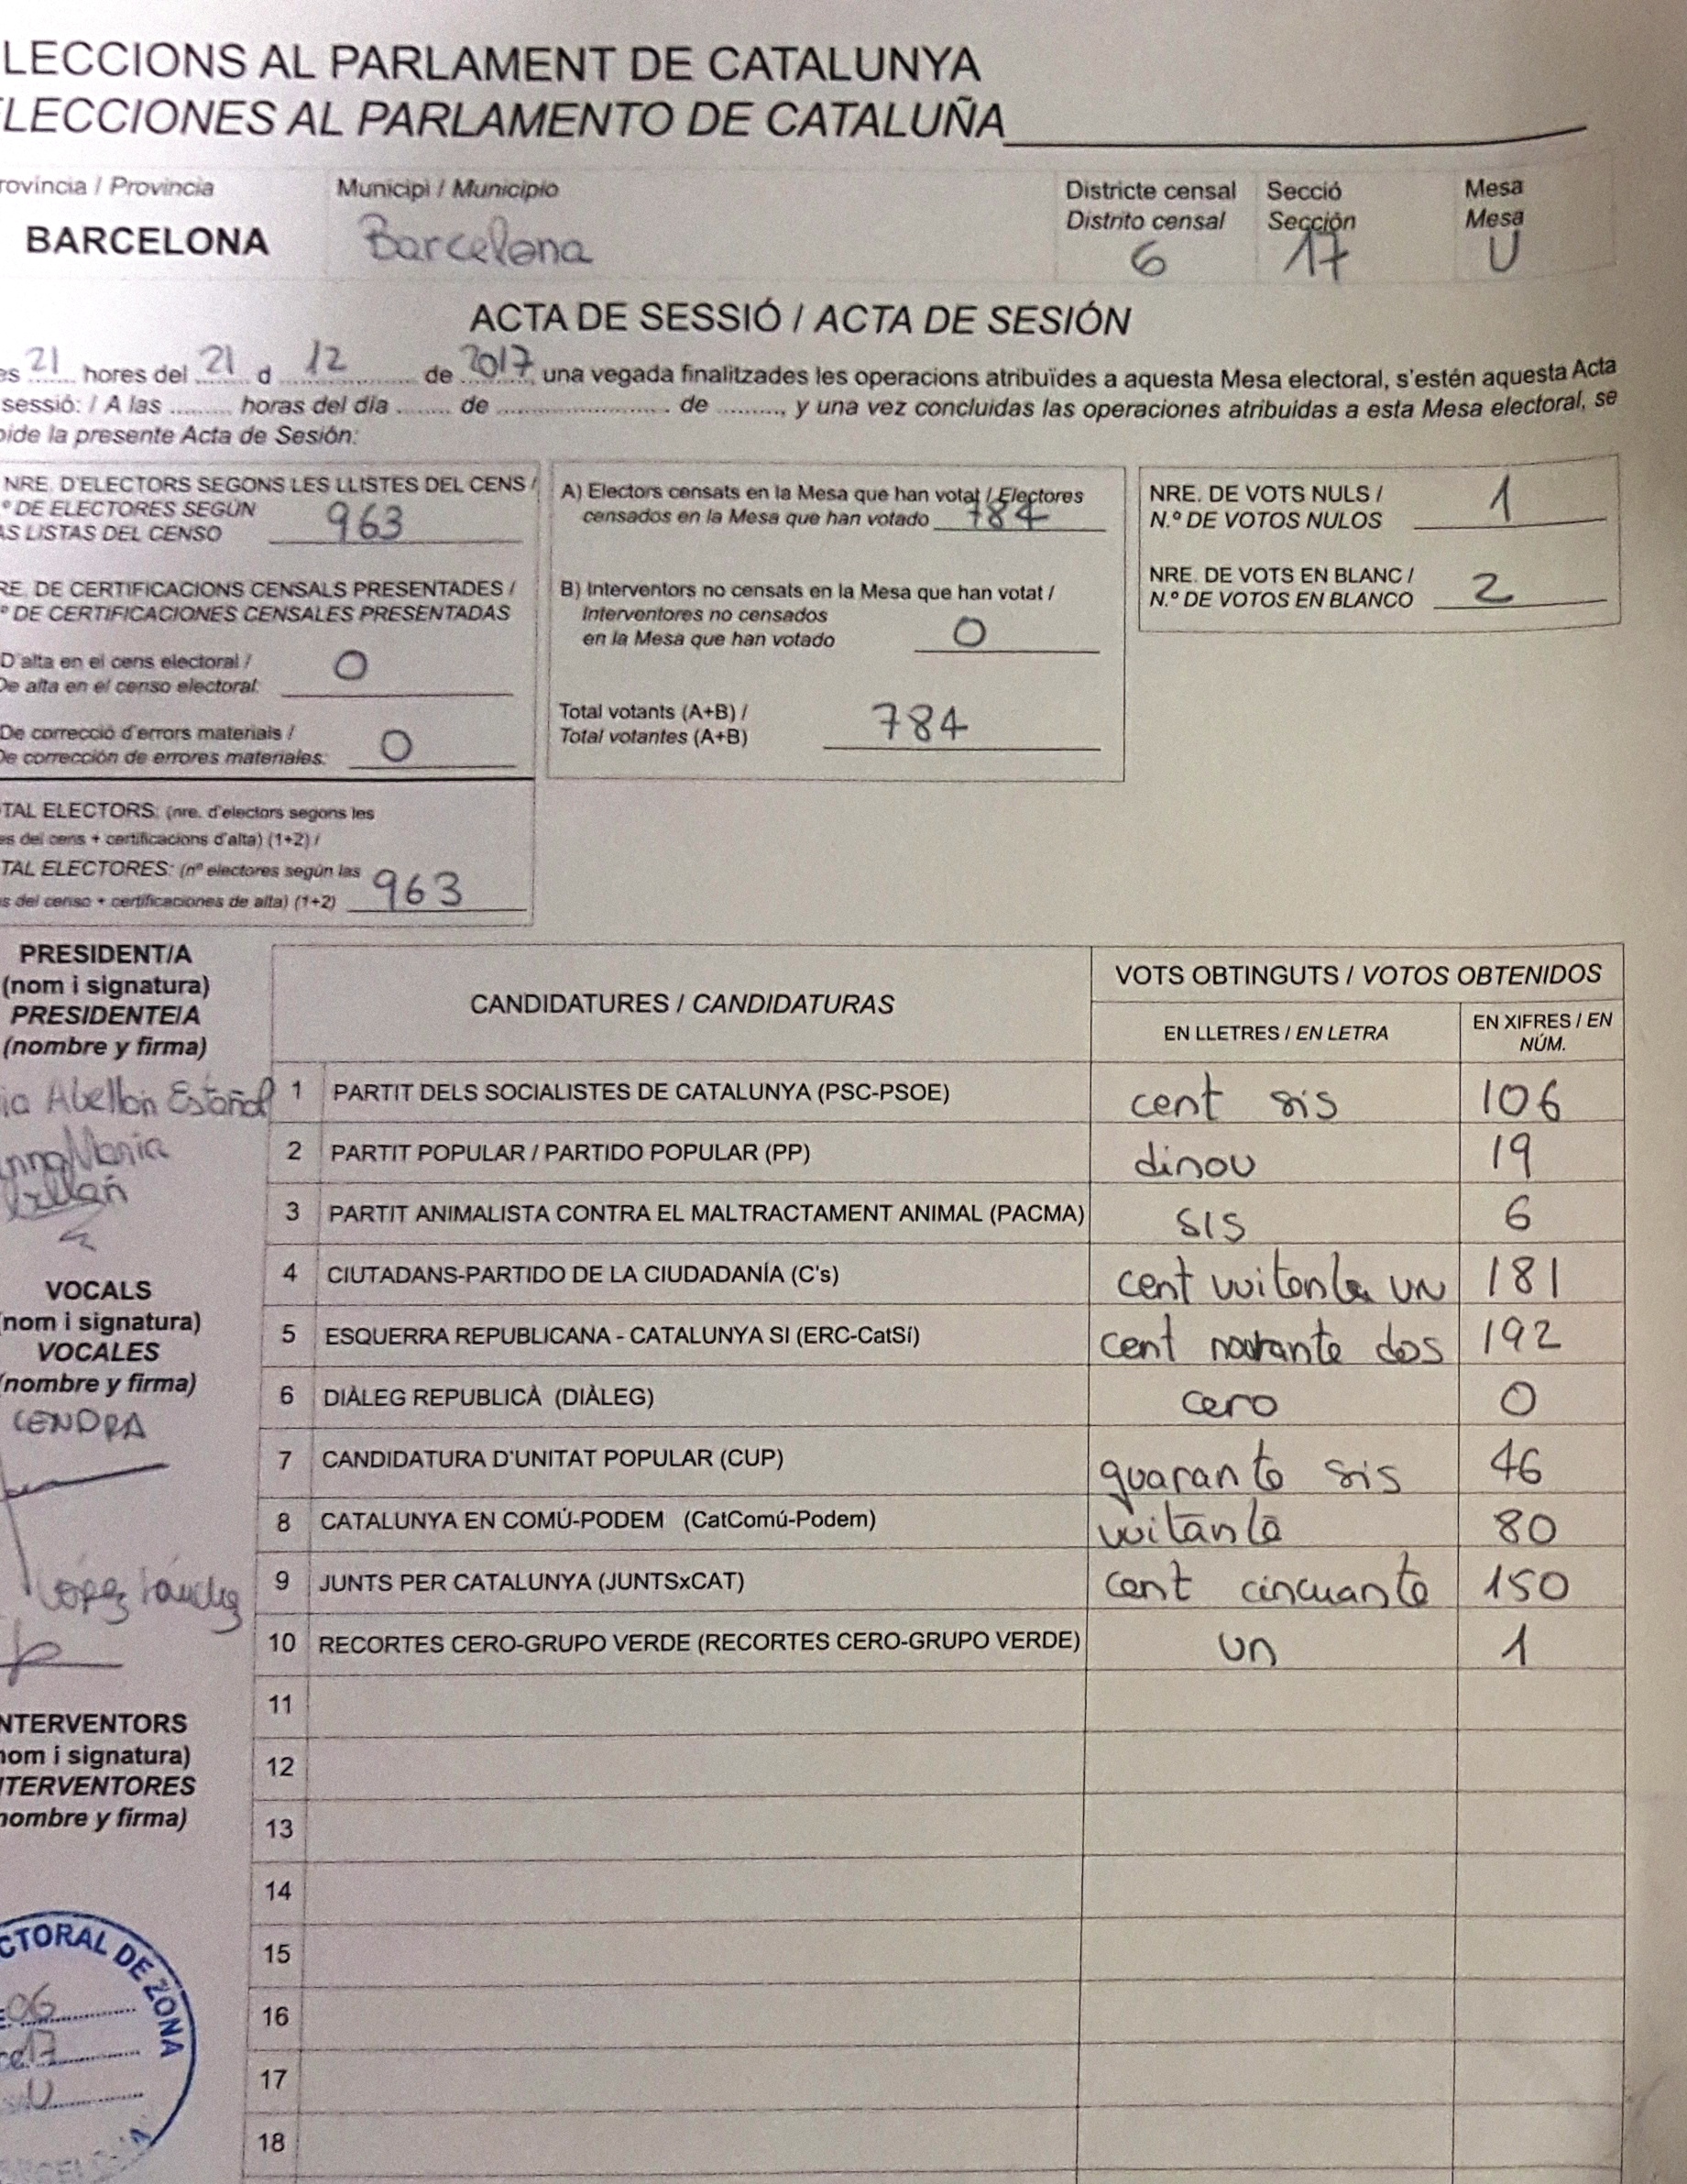 LECCIONS AL PARLAMENT DE CATALUNYA
LECCIONES AL PARLAMENTO DE CATALUÑA
rovíncia / Provincia
BARCELONA
Municipi / Municipio
Barcelona
Districte censal
Distrito censal
6
Secció
Sección
17
Mesa
Mesa
U
ACTA DE SESSIÓ / ACTA DE SESIÓN
es 21 hores del 21 d 12 de 2017, una vegada finalitzades les operacions atribuïdes a aquesta Mesa electoral, s'estén aquesta Acta
sessió: / A las ........ horas del día ........ de ........................ de .........., y una vez concluidas las operaciones atribuidas a esta Mesa electoral, se
pide la presente Acta de Sesión:
NRE. D'ELECTORS SEGONS LES LLISTES DEL CENS /
º DE ELECTORES SEGÚN
AS LISTAS DEL CENSO 963
RE. DE CERTIFICACIONS CENSALS PRESENTADES /
º DE CERTIFICACIONES CENSALES PRESENTADAS
D'alta en el cens electoral /
De alta en el censo electoral: 0
De correcció d'errors materials /
De corrección de errores materiales: 0
TAL ELECTORS: (nre. d'electors segons les
es del cens + certificacions d'alta) (1+2) /
TAL ELECTORES: (nº electores según las
s del censo + certificaciones de alta) (1+2) 963
A) Electors censats en la Mesa que han votat / Electores
censados en la Mesa que han votado 784
B) Interventors no censats en la Mesa que han votat /
Interventores no censados
en la Mesa que han votado 0
Total votants (A+B) /
Total votantes (A+B) 784
NRE. DE VOTS NULS /
N.º DE VOTOS NULOS 1
NRE. DE VOTS EN BLANC /
N.º DE VOTOS EN BLANCO 2
PRESIDENT/A
(nom i signatura)
PRESIDENTE/A
(nombre y firma)
ia Abellán Español
Maria
VOCALS
(nom i signatura)
VOCALES
(nombre y firma)
CENDRA
López
NTERVENTORS
nom i signatura)
NTERVENTORES
nombre y firma)
CTORAL DE ZONA
06
17
U
CANDIDATURES / CANDIDATURAS
VOTS OBTINGUTS / VOTOS OBTENIDOS
EN LLETRES / EN LETRA
EN XIFRES / EN
NÚM.
1 PARTIT DELS SOCIALISTES DE CATALUNYA (PSC-PSOE) cent sis 106
2 PARTIT POPULAR / PARTIDO POPULAR (PP) dinou 19
3 PARTIT ANIMALISTA CONTRA EL MALTRACTAMENT ANIMAL (PACMA) sis 6
4 CIUTADANS-PARTIDO DE LA CIUDADANÍA (C's) cent vuitanta un 181
5 ESQUERRA REPUBLICANA - CATALUNYA SI (ERC-CatSí) cent norante dos 192
6 DIÀLEG REPUBLICÀ (DIÀLEG) cero 0
7 CANDIDATURA D'UNITAT POPULAR (CUP) quaranta sis 46
8 CATALUNYA EN COMÚ-PODEM (CatComú-Podem) vuitanta 80
9 JUNTS PER CATALUNYA (JUNTSxCAT) cent cincuante 150
10 RECORTES CERO-GRUPO VERDE (RECORTES CERO-GRUPO VERDE) un 1
11
12
13
14
15
16
17
18